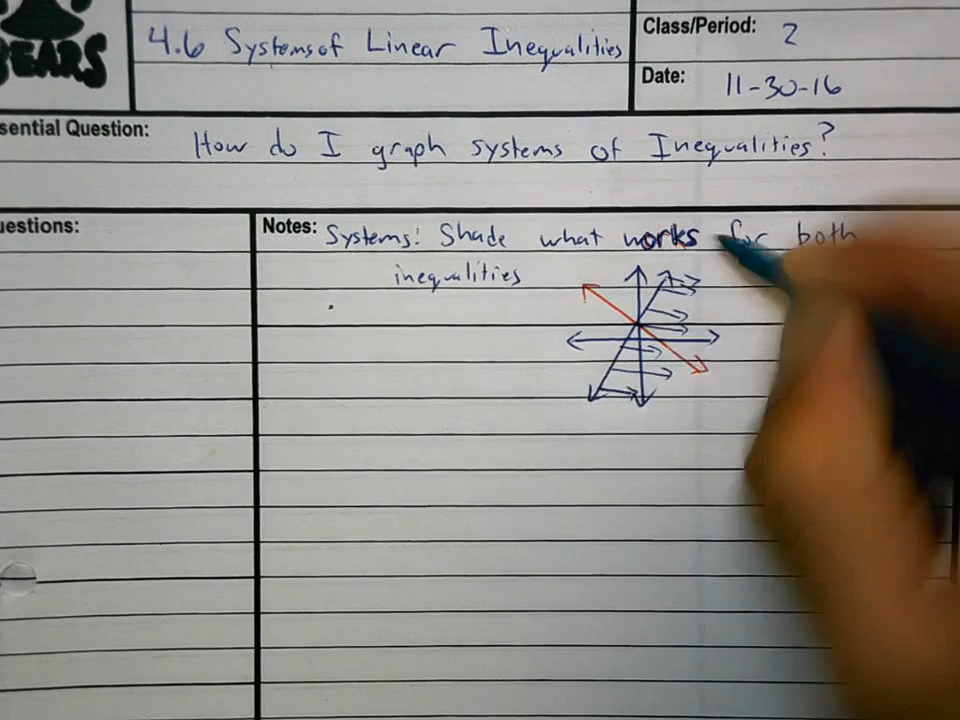 BEARS
4.6 Systems of Linear Inequalities
Class/Period: 2
Date: 11-30-16
sential Question: How do I graph systems of Inequalities?
uestions:
Notes: Systems: Shade what works for both
inequalities